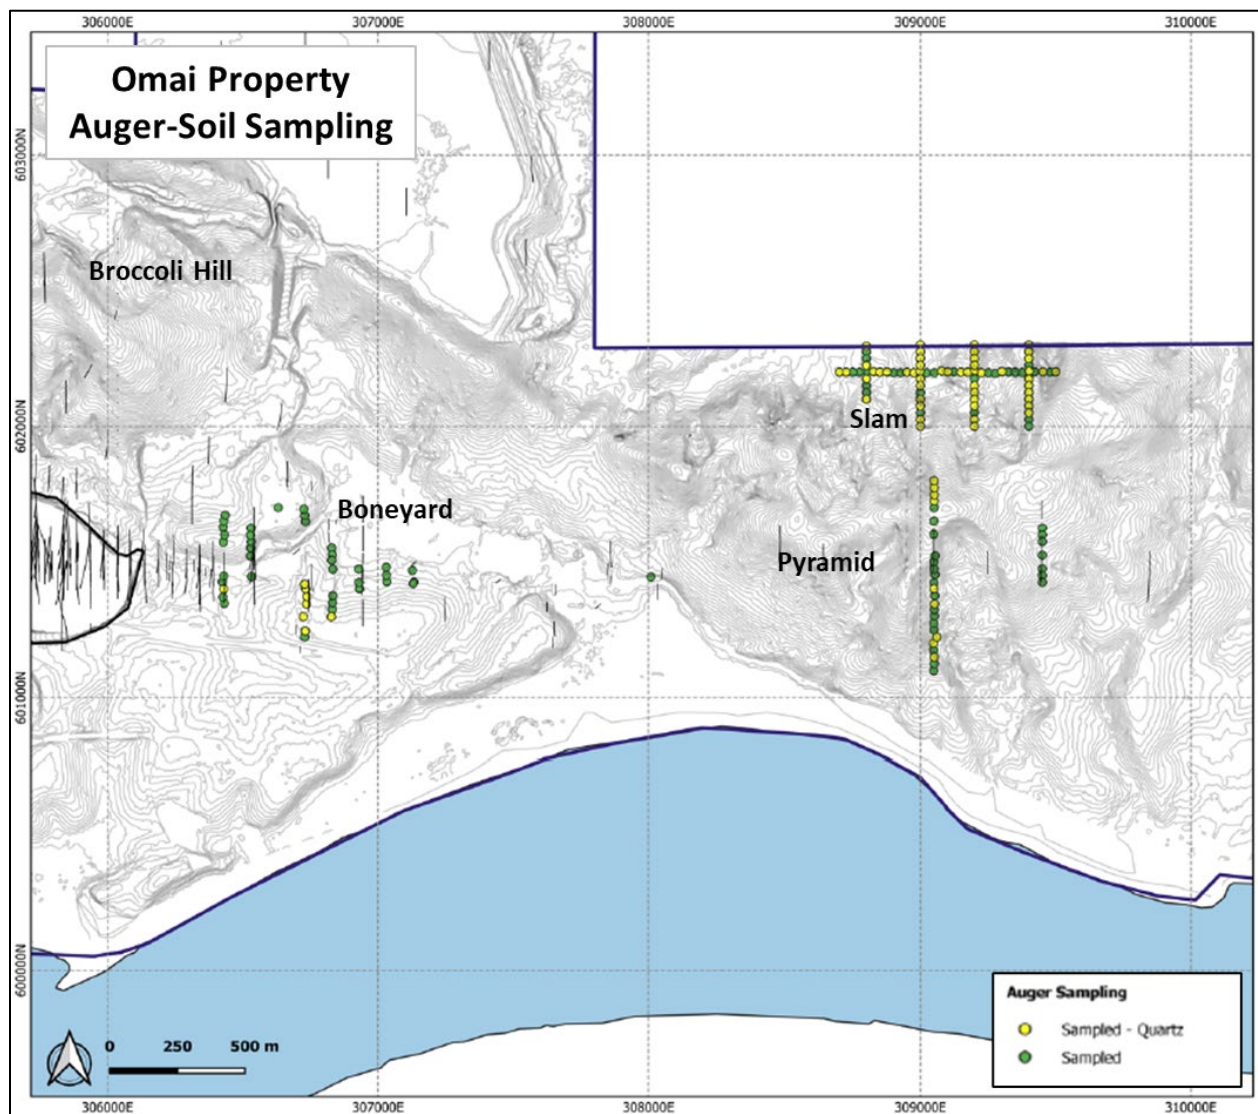 306000E 307000E 308000E 309000E 310000E
Omai Property
Auger-Soil Sampling
603000N
Broccoli Hill
602000N
Slam
Boneyard
Pyramid
601000N
600000N
Auger Sampling
Sampled - Quartz
Sampled
0 250 500 m
306000E 307000E 308000E 309000E 310000E